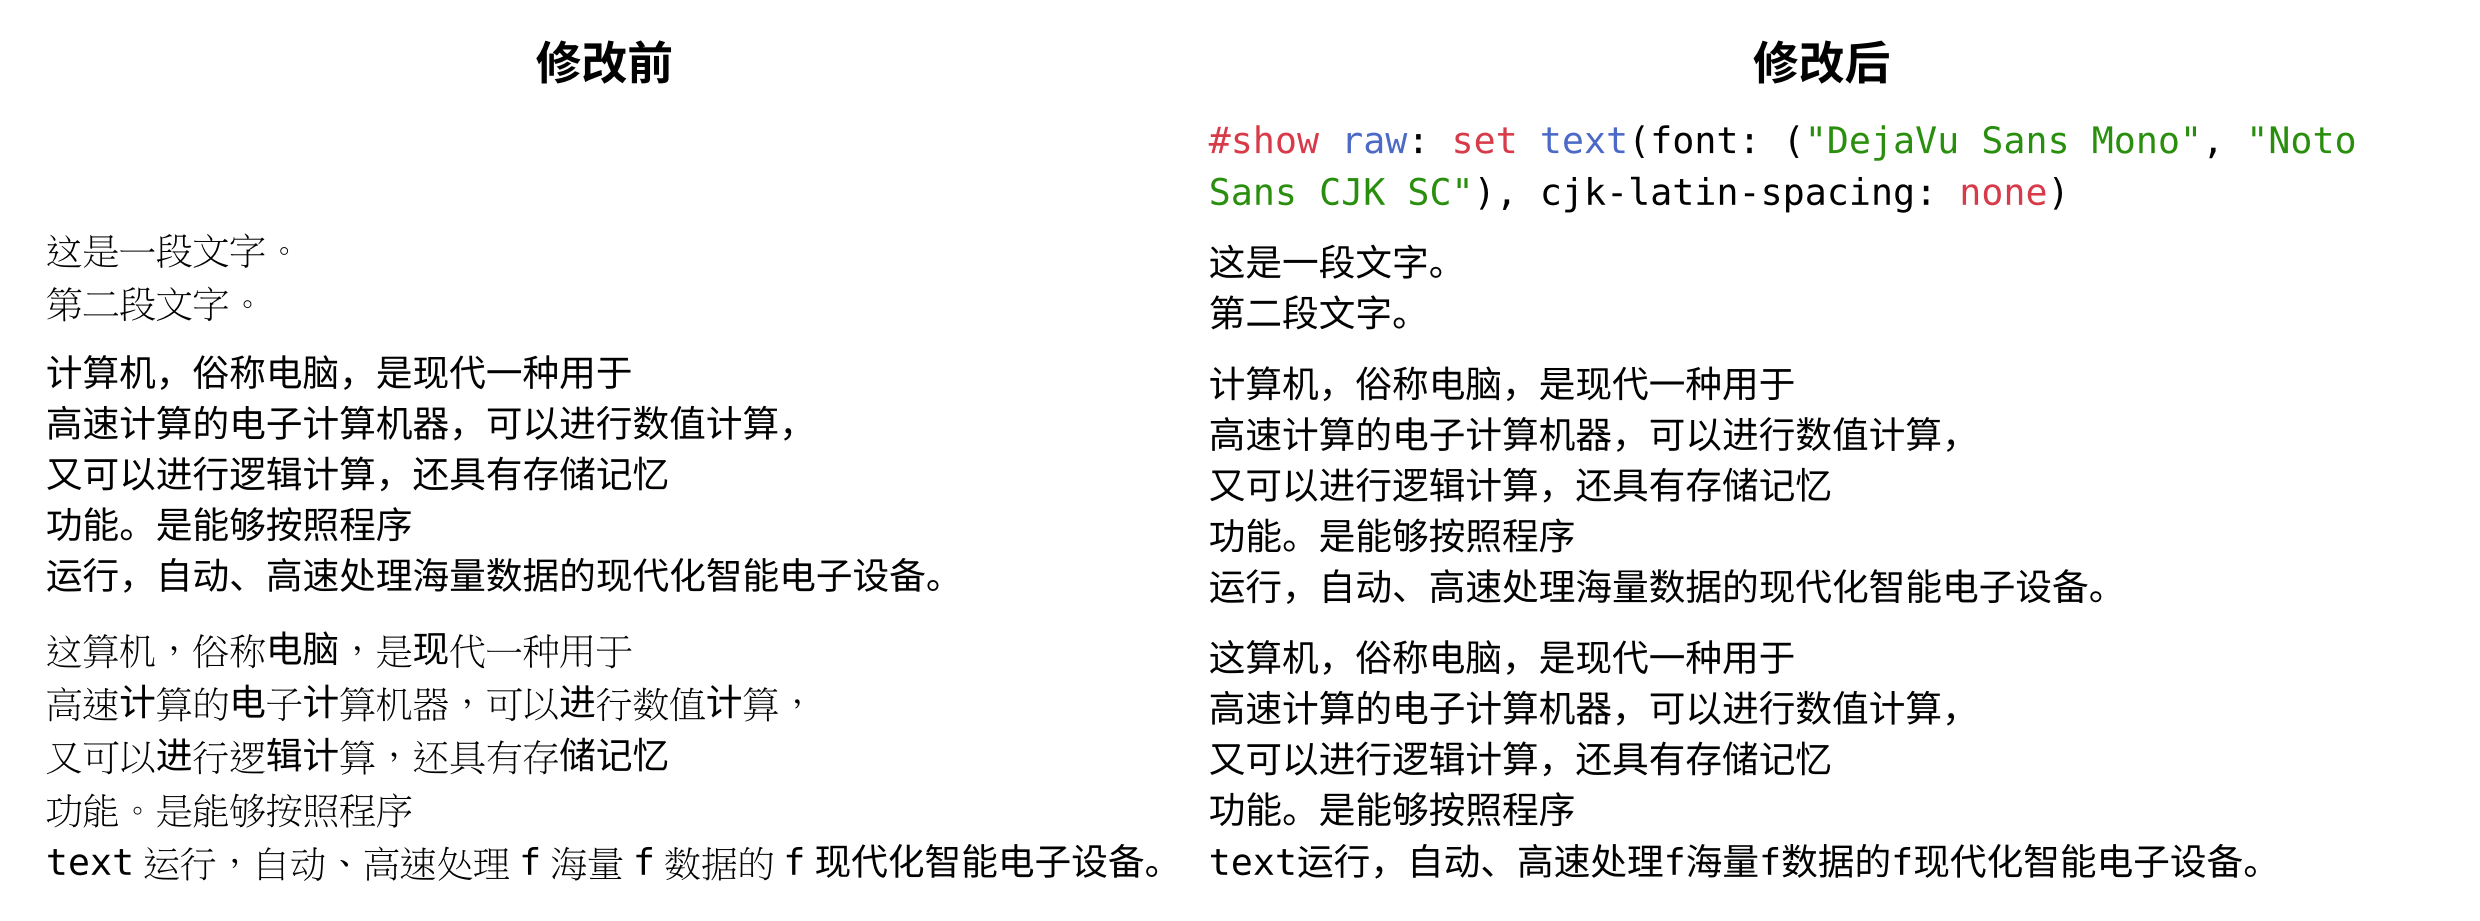 修改前
这是一段文字。
第二段文字。
计算机，俗称电脑，是现代一种用于
高速计算的电子计算机器，可以进行数值计算，
又可以进行逻辑计算，还具有存储记忆
功能。是能够按照程序
运行，自动、高速处理海量数据的现代化智能电子设备。
这算机，俗称电脑，是现代一种用于
高速计算的电子计算机器，可以进行数值计算，
又可以进行逻辑计算，还具有存储记忆
功能。是能够按照程序
text 运行，自动、高速处理 f 海量 f 数据的 f 现代化智能电子设备。
修改后
#show raw: set text(font: ("DejaVu Sans Mono", "Noto
Sans CJK SC"), cjk-latin-spacing: none)
这是一段文字。
第二段文字。
计算机，俗称电脑，是现代一种用于
高速计算的电子计算机器，可以进行数值计算，
又可以进行逻辑计算，还具有存储记忆
功能。是能够按照程序
运行，自动、高速处理海量数据的现代化智能电子设备。
这算机，俗称电脑，是现代一种用于
高速计算的电子计算机器，可以进行数值计算，
又可以进行逻辑计算，还具有存储记忆
功能。是能够按照程序
text运行，自动、高速处理f海量f数据的f现代化智能电子设备。